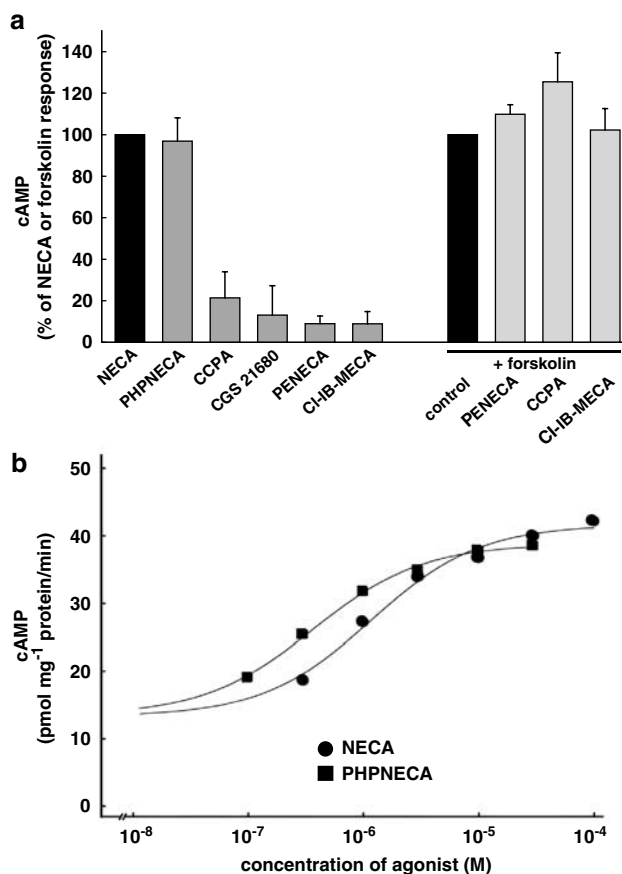 a
cAMP
(% of NECA or forskolin response)
140
120
100
80
60
40
20
0
NECA
PHPNECA
CCPA
CGS 21680
PENECA
Cl-IB-MECA
+ forskolin
control
PENECA
CCPA
Cl-IB-MECA
b
cAMP
(pmol mg⁻¹ protein/min)
50
40
30
20
10
0
NECA
PHPNECA
10⁻⁸ 10⁻⁷ 10⁻⁶ 10⁻⁵ 10⁻⁴
concentration of agonist (M)